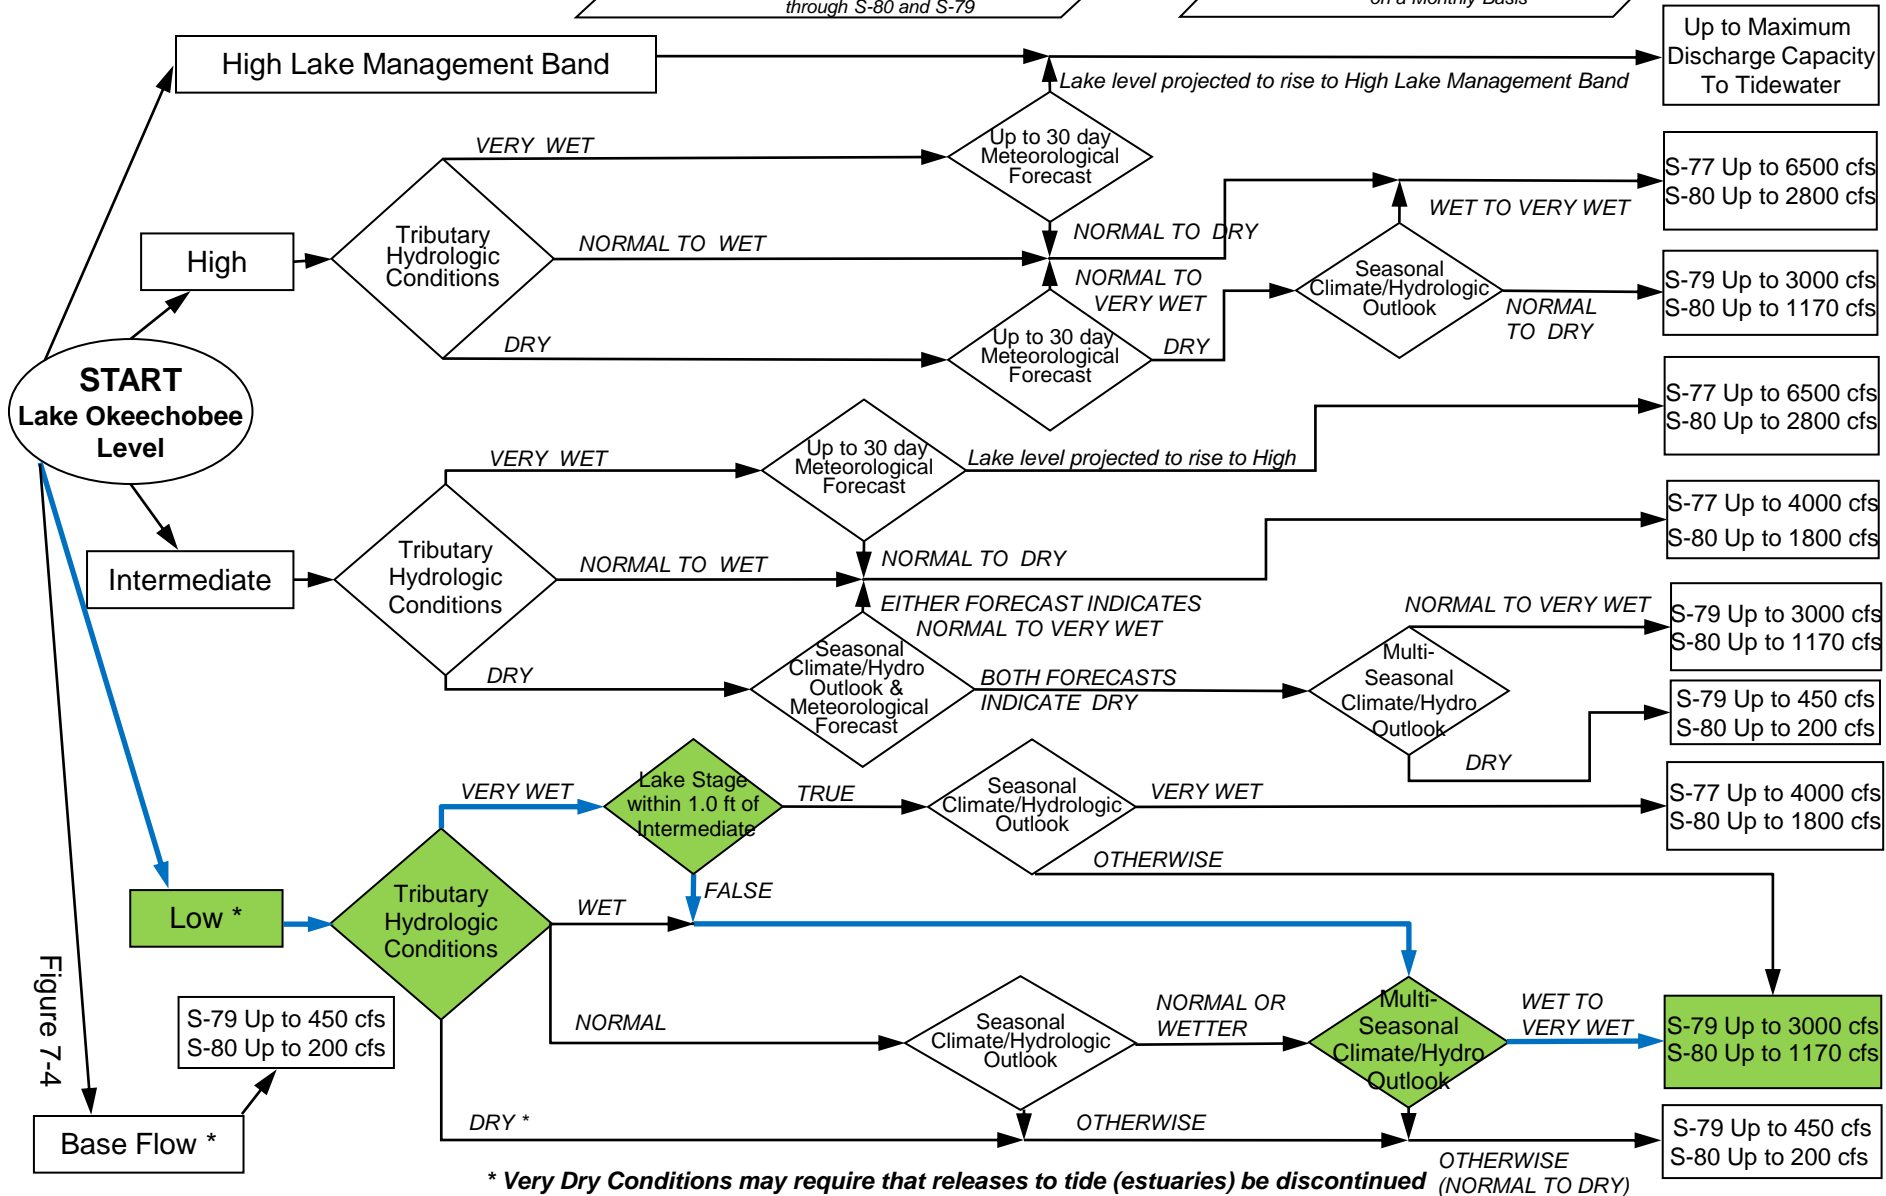 through S-80 and S-79
on a Monthly Basis
Up to Maximum
Discharge Capacity
To Tidewater
High Lake Management Band
Lake level projected to rise to High Lake Management Band
Up to 30 day
Meteorological
Forecast
VERY WET
S-77 Up to 6500 cfs
S-80 Up to 2800 cfs
WET TO VERY WET
Tributary
Hydrologic
Conditions
NORMAL TO WET
NORMAL TO DRY
High
NORMAL TO
VERY WET
Seasonal
Climate/Hydrologic
Outlook
S-79 Up to 3000 cfs
S-80 Up to 1170 cfs
NORMAL
TO DRY
DRY
Up to 30 day
Meteorological
Forecast
DRY
START
Lake Okeechobee
Level
S-77 Up to 6500 cfs
S-80 Up to 2800 cfs
VERY WET
Up to 30 day
Meteorological
Forecast
Lake level projected to rise to High
S-77 Up to 4000 cfs
S-80 Up to 1800 cfs
Tributary
Hydrologic
Conditions
NORMAL TO WET
NORMAL TO DRY
Intermediate
EITHER FORECAST INDICATES
NORMAL TO VERY WET
NORMAL TO VERY WET
S-79 Up to 3000 cfs
S-80 Up to 1170 cfs
DRY
Seasonal
Climate/Hydro
Outlook &
Meteorological
Forecast
BOTH FORECASTS
INDICATE DRY
Multi-
Seasonal
Climate/Hydro
Outlook
S-79 Up to 450 cfs
S-80 Up to 200 cfs
DRY
VERY WET
Lake Stage
within 1.0 ft of
Intermediate
TRUE
Seasonal
Climate/Hydrologic
Outlook
VERY WET
S-77 Up to 4000 cfs
S-80 Up to 1800 cfs
OTHERWISE
FALSE
Low *
Tributary
Hydrologic
Conditions
WET
Figure 7-4
S-79 Up to 450 cfs
S-80 Up to 200 cfs
NORMAL
Seasonal
Climate/Hydrologic
Outlook
NORMAL OR
WETTER
Multi-
Seasonal
Climate/Hydro
Outlook
WET TO
VERY WET
S-79 Up to 3000 cfs
S-80 Up to 1170 cfs
Base Flow *
DRY *
OTHERWISE
S-79 Up to 450 cfs
S-80 Up to 200 cfs
OTHERWISE
(NORMAL TO DRY)
* Very Dry Conditions may require that releases to tide (estuaries) be discontinued